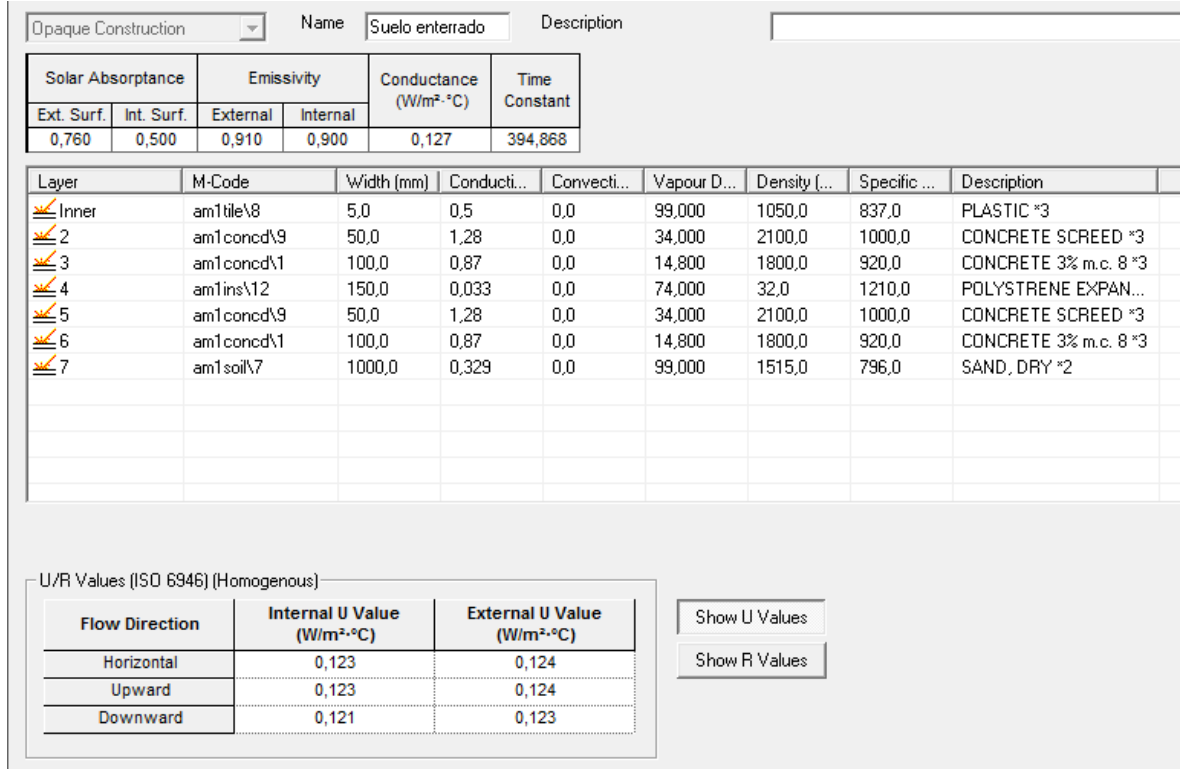 Opaque Construction Name Suelo enterrado Description
Solar Absorptance Emissivity Conductance (W/m²·°C) Time Constant
Ext. Surf. Int. Surf. External Internal
0,760 0,500 0,910 0,900 0,127 394,868
Layer M-Code Width (mm) Conducti... Convecti... Vapour D... Density (... Specific ... Description
Inner am1tile\8 5,0 0,5 0,0 99,000 1050,0 837,0 PLASTIC *3
2 am1concd\9 50,0 1,28 0,0 34,000 2100,0 1000,0 CONCRETE SCREED *3
3 am1concd\1 100,0 0,87 0,0 14,800 1800,0 920,0 CONCRETE 3% m.c. 8 *3
4 am1ins\12 150,0 0,033 0,0 74,000 32,0 1210,0 POLYSTRENE EXPAN...
5 am1concd\9 50,0 1,28 0,0 34,000 2100,0 1000,0 CONCRETE SCREED *3
6 am1concd\1 100,0 0,87 0,0 14,800 1800,0 920,0 CONCRETE 3% m.c. 8 *3
7 am1soil\7 1000,0 0,329 0,0 99,000 1515,0 796,0 SAND, DRY *2
U/R Values (ISO 6946) (Homogenous)
Flow Direction Internal U Value (W/m²·°C) External U Value (W/m²·°C)
Horizontal 0,123 0,124
Upward 0,123 0,124
Downward 0,121 0,123
Show U Values
Show R Values